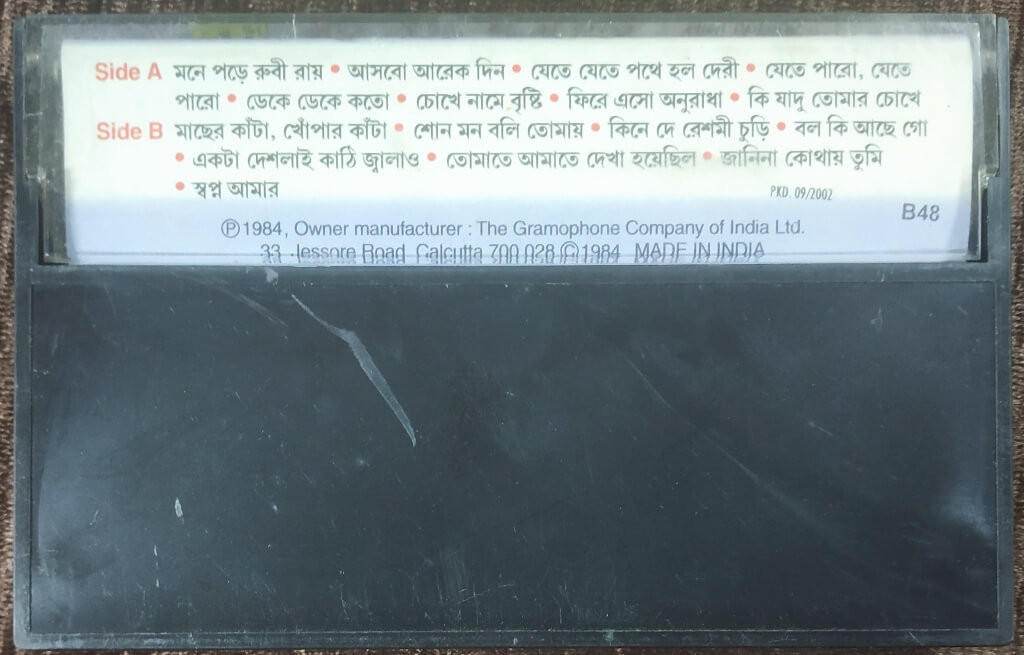 Side A মনে পড়ে রুবী রায় • আসবো আরেক দিন • যেতে যেতে পথে হল দেরী • যেতে পারো, যেতে
পারো • ডেকে ডেকে কতো • চোখে নামে বৃষ্টি • ফিরে এসো অনুরাধা • কি যাদু তোমার চোখে
Side B মাছের কাঁটা, খোঁপার কাঁটা • শোন মন বলি তোমায় • কিনে দে রেশমী চুড়ি • বল কি আছে গো
• একটা দেশলাই কাঠি জ্বালাও • তোমাতে আমাতে দেখা হয়েছিল • জানিনা কোথায় তুমি
• স্বপ্ন আমার
PKD. 09/2002
B48
Ⓟ1984, Owner manufacturer : The Gramophone Company of India Ltd.
33, Jessore Road, Calcutta 700 028 ©1984 MADE IN INDIA